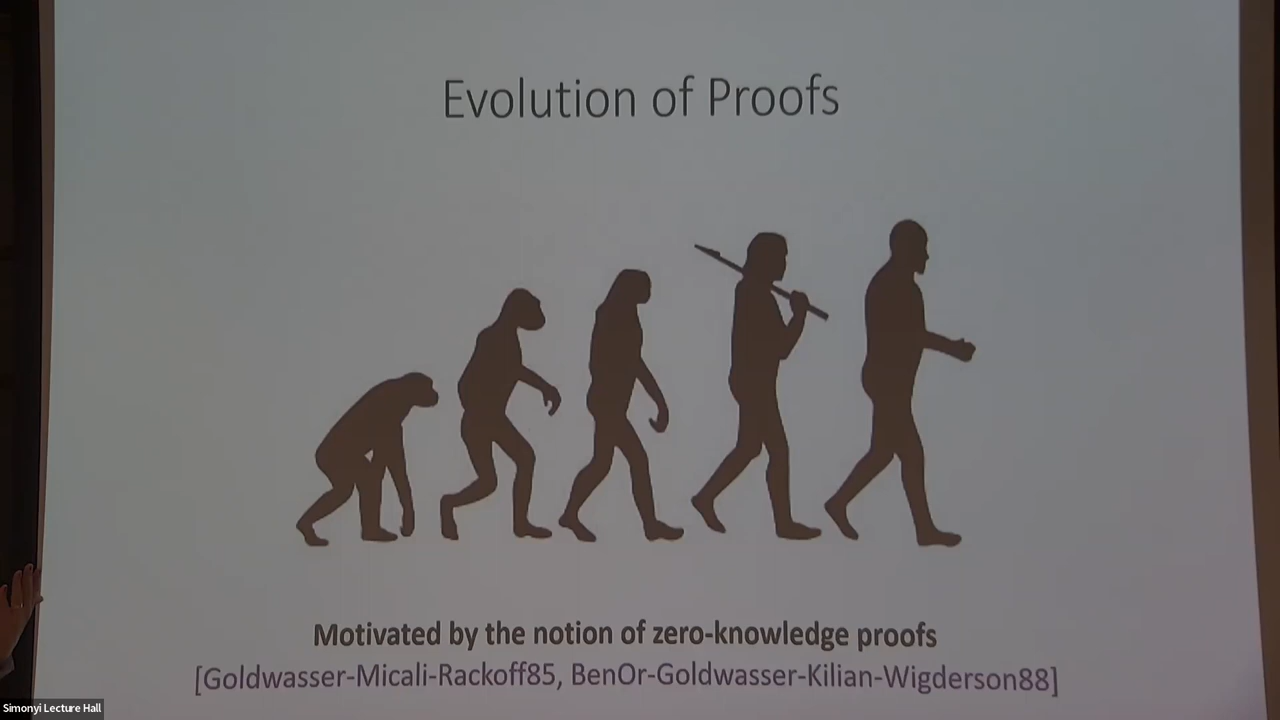 Evolution of Proofs
Motivated by the notion of zero-knowledge proofs
[Goldwasser-Micali-Rackoff85, BenOr-Goldwasser-Kilian-Wigderson88]
Simonyi Lecture Hall